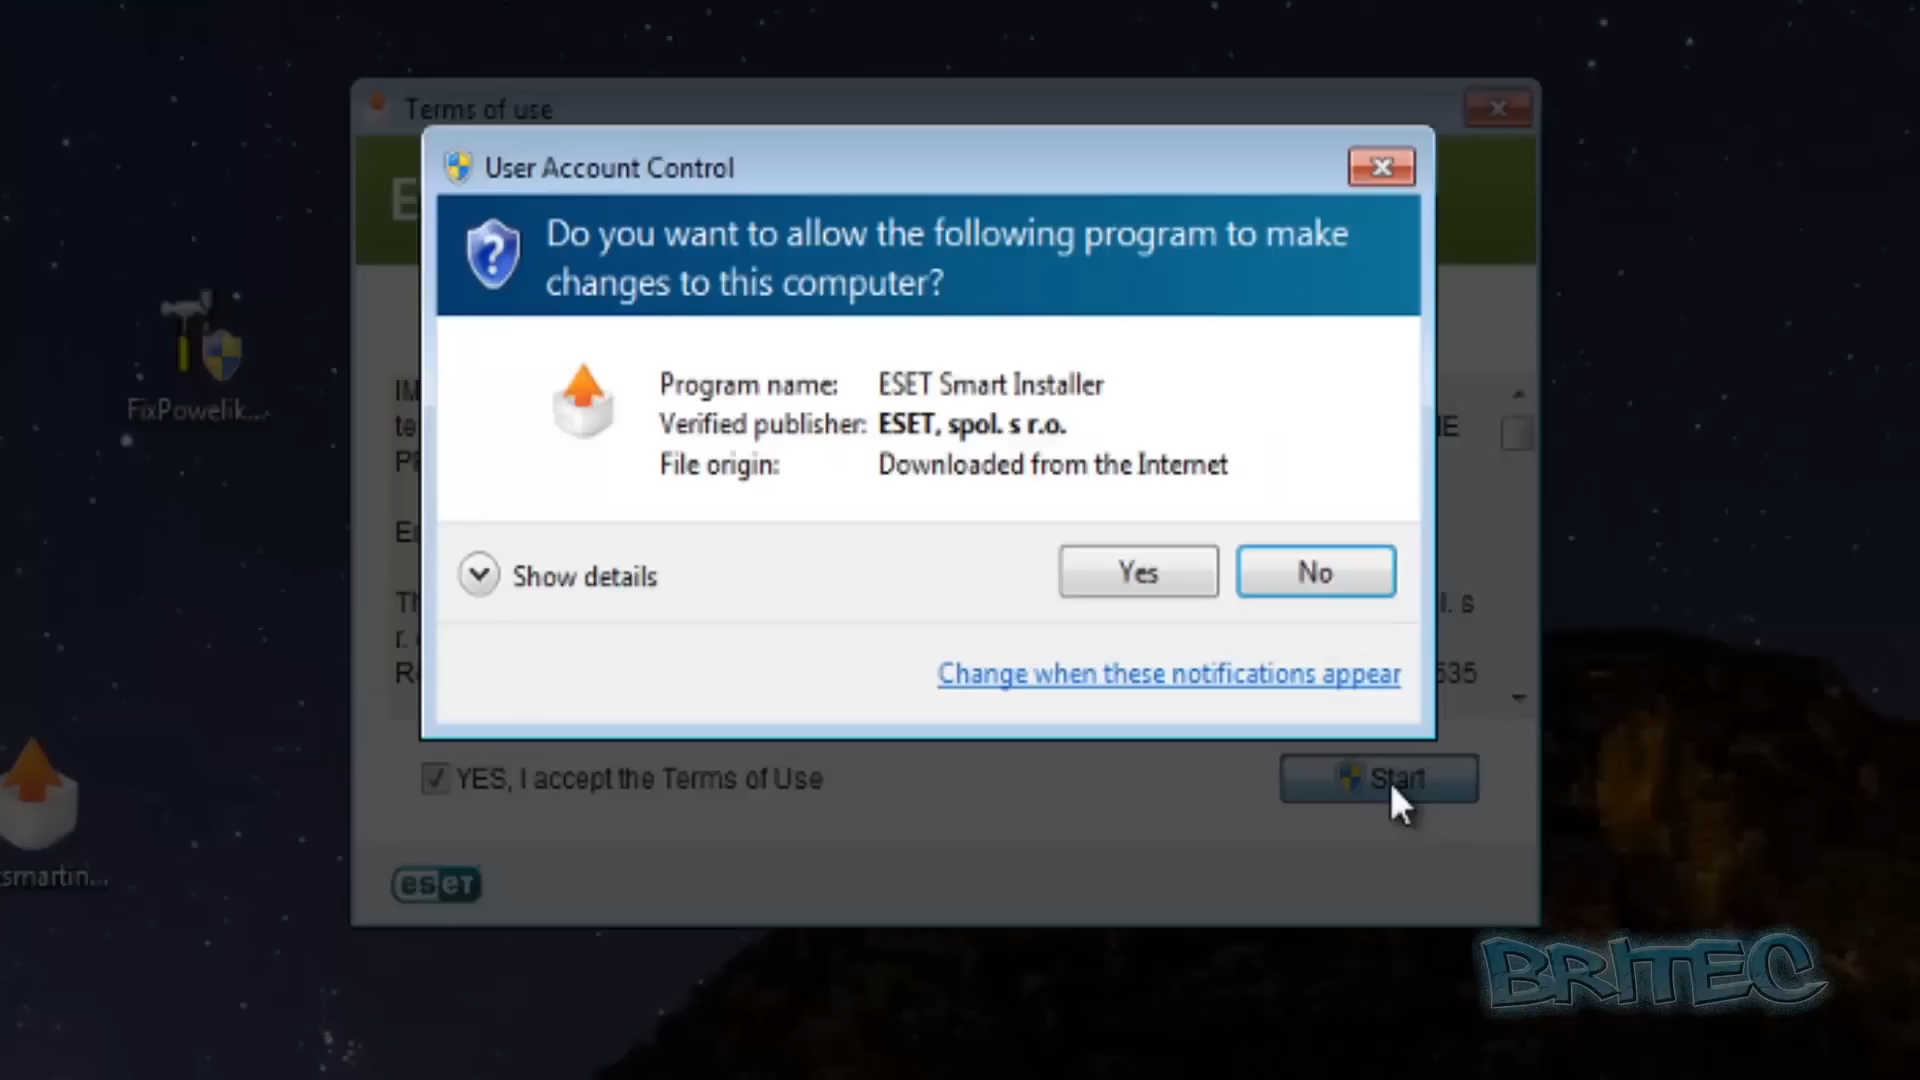 Terms of use
User Account Control
Do you want to allow the following program to make
changes to this computer?
Program name: ESET Smart Installer
Verified publisher: ESET, spol. s r.o.
File origin: Downloaded from the Internet
Show details
Yes
No
Change when these notifications appear
FixPowelik...
smartin...
YES, I accept the Terms of Use
Start
eseT
BRITEC